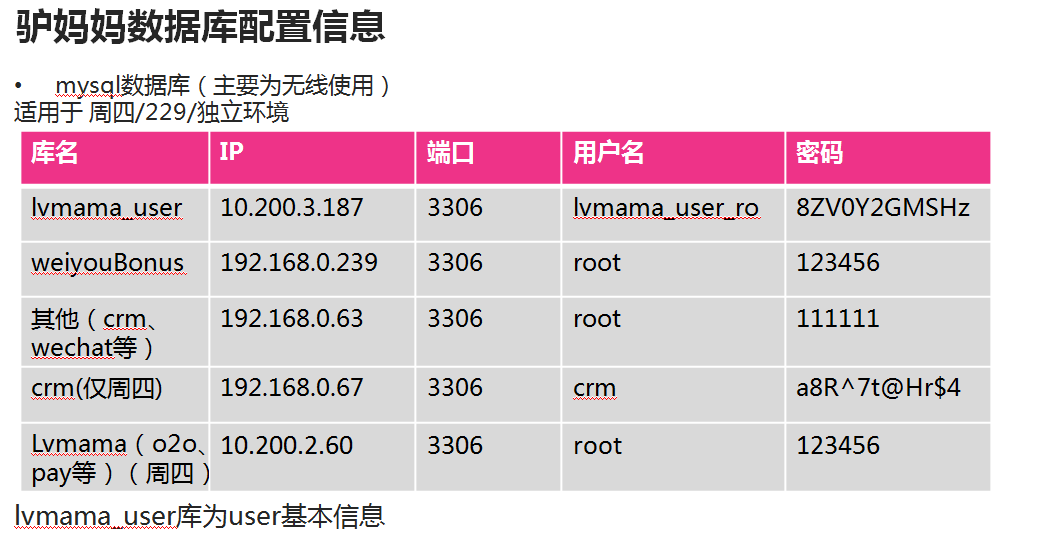 驴妈妈数据库配置信息
• mysql数据库（主要为无线使用）
适用于 周四/229/独立环境
库名 IP 端口 用户名 密码
lvmama_user 10.200.3.187 3306 lvmama_user_ro 8ZV0Y2GMSHz
weiyouBonus 192.168.0.239 3306 root 123456
其他（crm、 192.168.0.63 3306 root 111111
wechat等）
crm(仅周四) 192.168.0.67 3306 crm a8R^7t@Hr$4
Lvmama（o2o、 10.200.2.60 3306 root 123456
pay等）（周四）
lvmama_user库为user基本信息